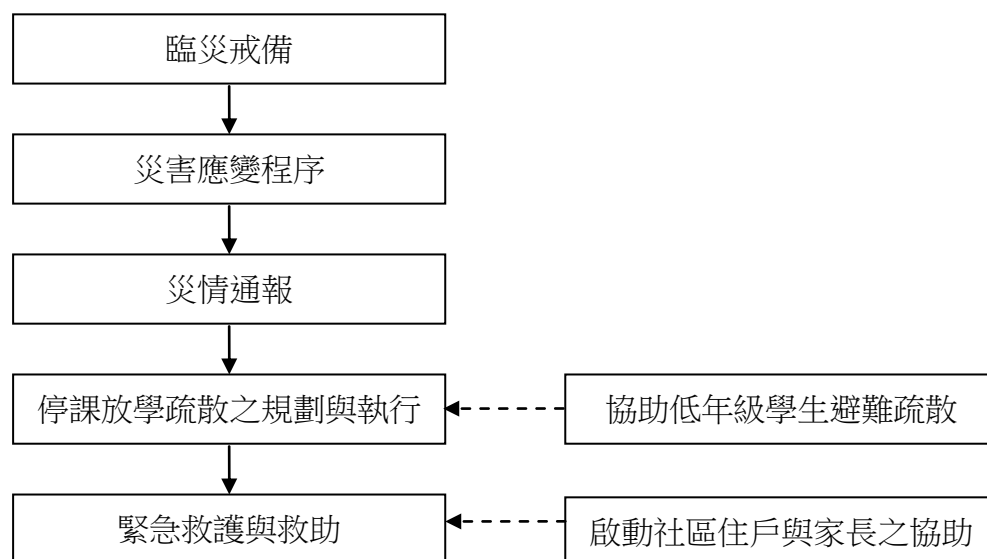 臨災戒備
災害應變程序
災情通報
停課放學疏散之規劃與執行
協助低年級學生避難疏散
緊急救護與救助
啟動社區住戶與家長之協助